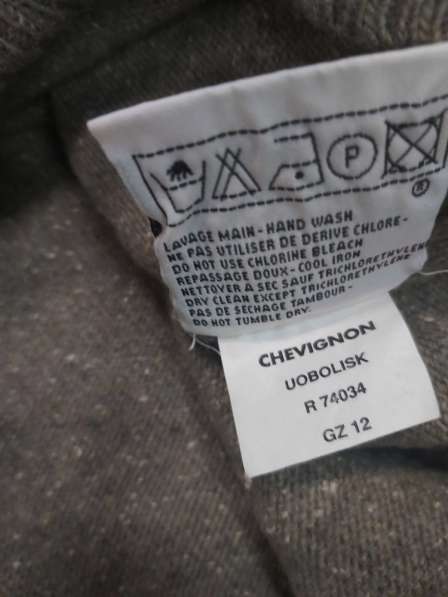 P
®
LAVAGE MAIN - HAND WASH
NE PAS UTILISER DE DERIVE CHLORE -
DO NOT USE CHLORINE BLEACH
REPASSAGE DOUX - COOL IRON
NETTOYER A SEC SAUF TRICHLORETHYLENE
DRY CLEAN EXCEPT TRICHLORETHYLENE
PAS DE SECHAGE TAMBOUR -
DO NOT TUMBLE DRY.
CHEVIGNON
UOBOLISK
R 74034
GZ 12